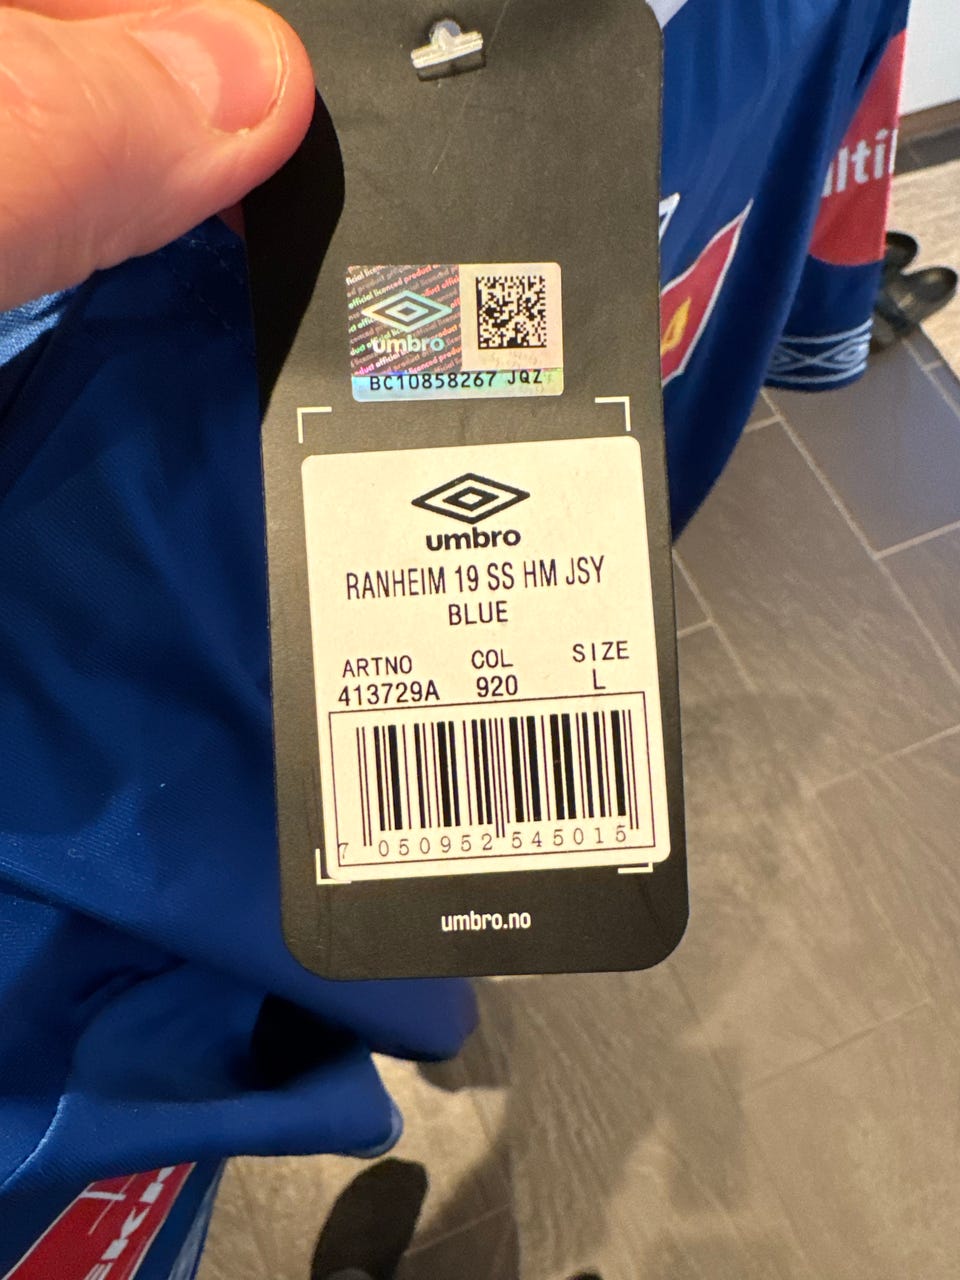 umbro
BC10858267 JQZ
umbro
RANHEIM 19 SS HM JSY
BLUE
ARTNO COL SIZE
413729A 920 L
7 050952 545015
umbro.no